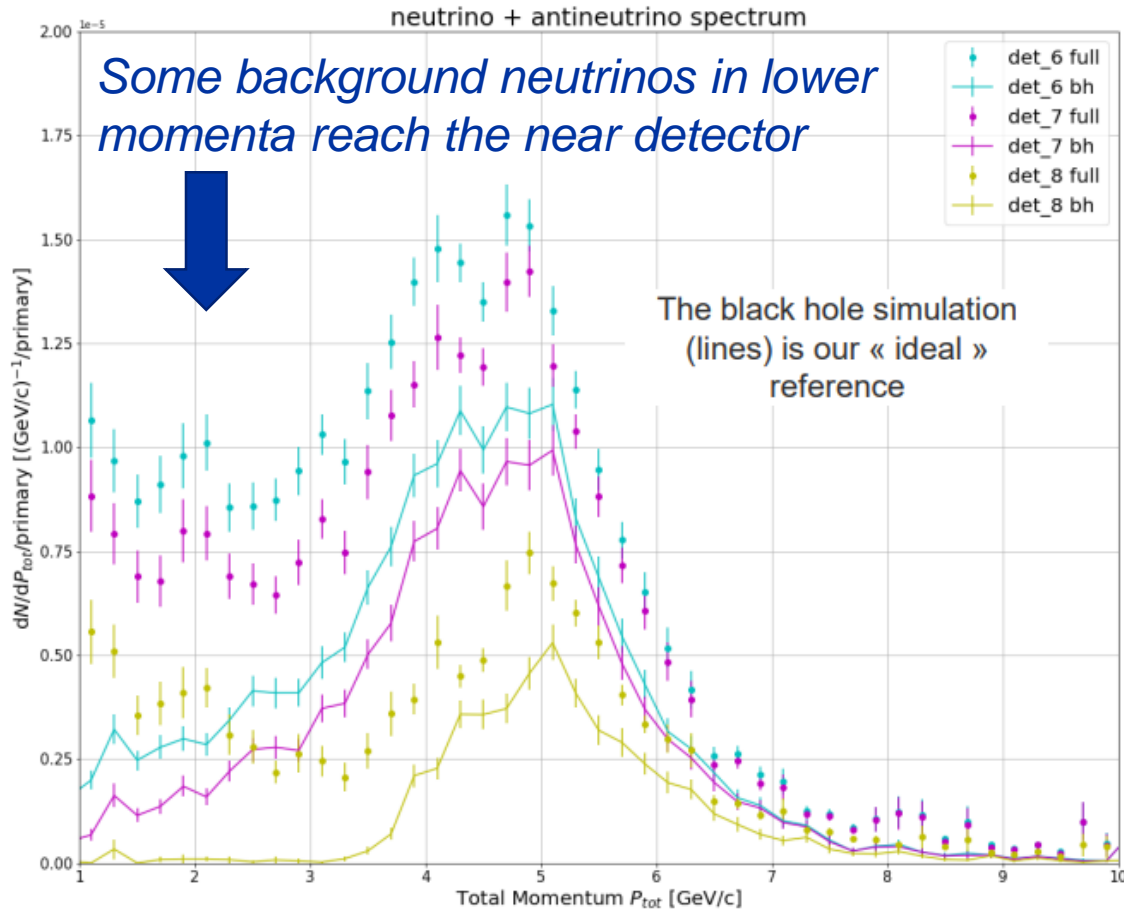 neutrino + antineutrino spectrum
1e-5
Some background neutrinos in lower
momenta reach the near detector
det_6 full
det_6 bh
det_7 full
det_7 bh
det_8 full
det_8 bh
The black hole simulation
(lines) is our « ideal »
reference
dN/dP_tot/primary [(GeV/c)⁻¹/primary]
2.00
1.75
1.50
1.25
1.00
0.75
0.50
0.25
0.00
1 2 3 4 5 6 7 8 9 10
Total Momentum P_tot [GeV/c]